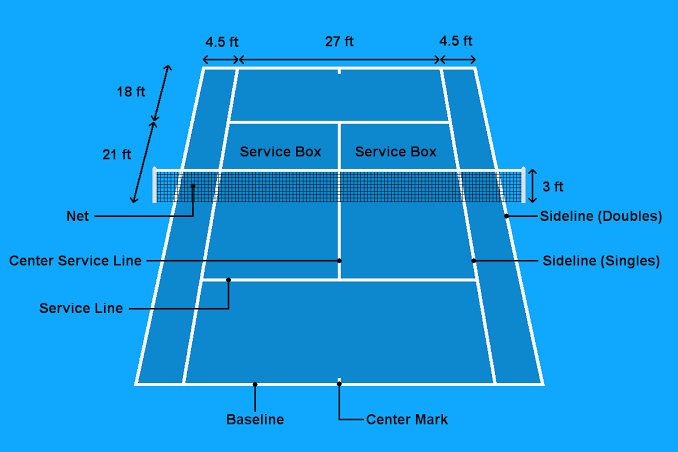 4.5 ft
27 ft
4.5 ft
18 ft
21 ft
Service Box
Service Box
3 ft
Net
Sideline (Doubles)
Center Service Line
Sideline (Singles)
Service Line
Baseline
Center Mark